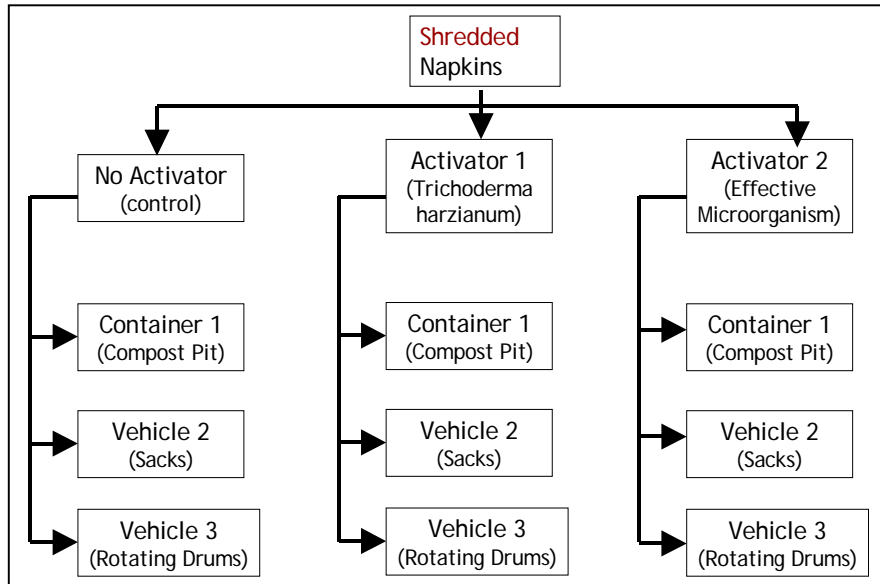 Shredded
Napkins
No Activator
(control)
Activator 1
(Trichoderma
harzianum)
Activator 2
(Effective
Microorganism)
Container 1
(Compost Pit)
Container 1
(Compost Pit)
Container 1
(Compost Pit)
Vehicle 2
(Sacks)
Vehicle 2
(Sacks)
Vehicle 2
(Sacks)
Vehicle 3
(Rotating Drums)
Vehicle 3
(Rotating Drums)
Vehicle 3
(Rotating Drums)